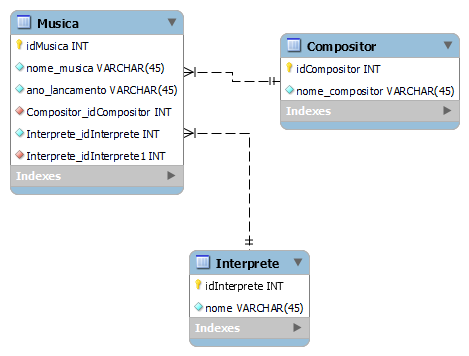 Musica
idMusica INT
nome_musica VARCHAR(45)
ano_lancamento VARCHAR(45)
Compositor_idCompositor INT
Interprete_idInterprete INT
Interprete_idInterprete1 INT
Indexes
Compositor
idCompositor INT
nome_compositor VARCHAR(45)
Indexes
Interprete
idInterprete INT
nome VARCHAR(45)
Indexes